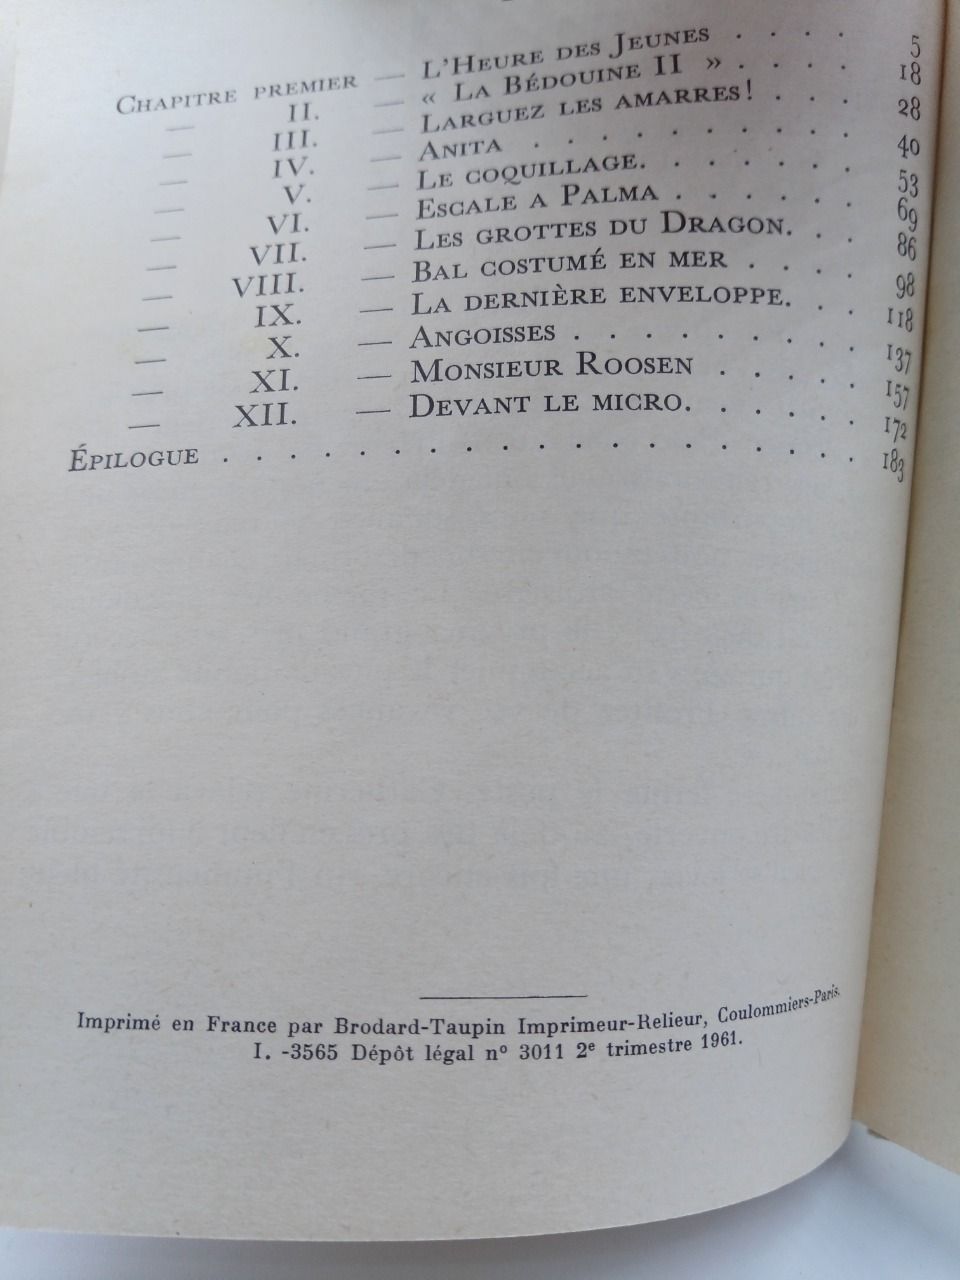 CHAPITRE PREMIER — L'HEURE DES JEUNES . . . . 5
— II. — « LA BÉDOUINE II » . . . . 18
— III. — LARGUEZ LES AMARRES! . . . 28
— IV. — ANITA . . . . . . . . . 40
— V. — LE COQUILLAGE. . . . . . . 53
— VI. — ESCALE A PALMA . . . . . . 69
— VII. — LES GROTTES DU DRAGON. . . 86
— VIII. — BAL COSTUMÉ EN MER . . . . 98
— IX. — LA DERNIÈRE ENVELOPPE. . . 118
— X. — ANGOISSES . . . . . . . . 137
— XI. — MONSIEUR ROOSEN . . . . . 157
— XII. — DEVANT LE MICRO. . . . . . 172
ÉPILOGUE . . . . . . . . . . . . . . . . . . . 183
Imprimé en France par Brodard-Taupin Imprimeur-Relieur, Coulommiers-Paris.
I. -3565 Dépôt légal nº 3011 2e trimestre 1961.